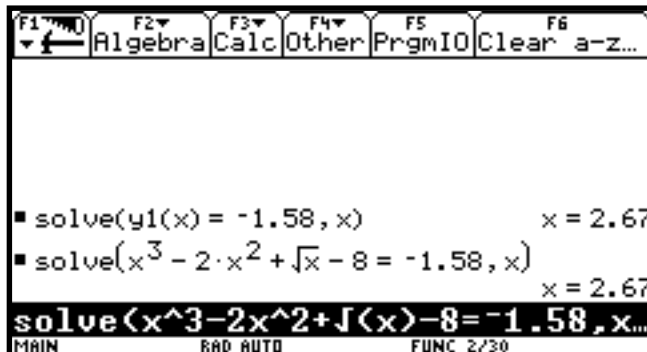 F1 F2 F3 F4 F5 F6
Algebra Calc Other PrgmIO Clear a-z…
solve(y1(x) = ⁻1.58, x) x = 2.67
solve(x³ − 2·x² + √x − 8 = ⁻1.58, x)
x = 2.67
solve(x^3-2x^2+√(x)-8=⁻1.58,x…
MAIN RAD AUTO FUNC 2/30